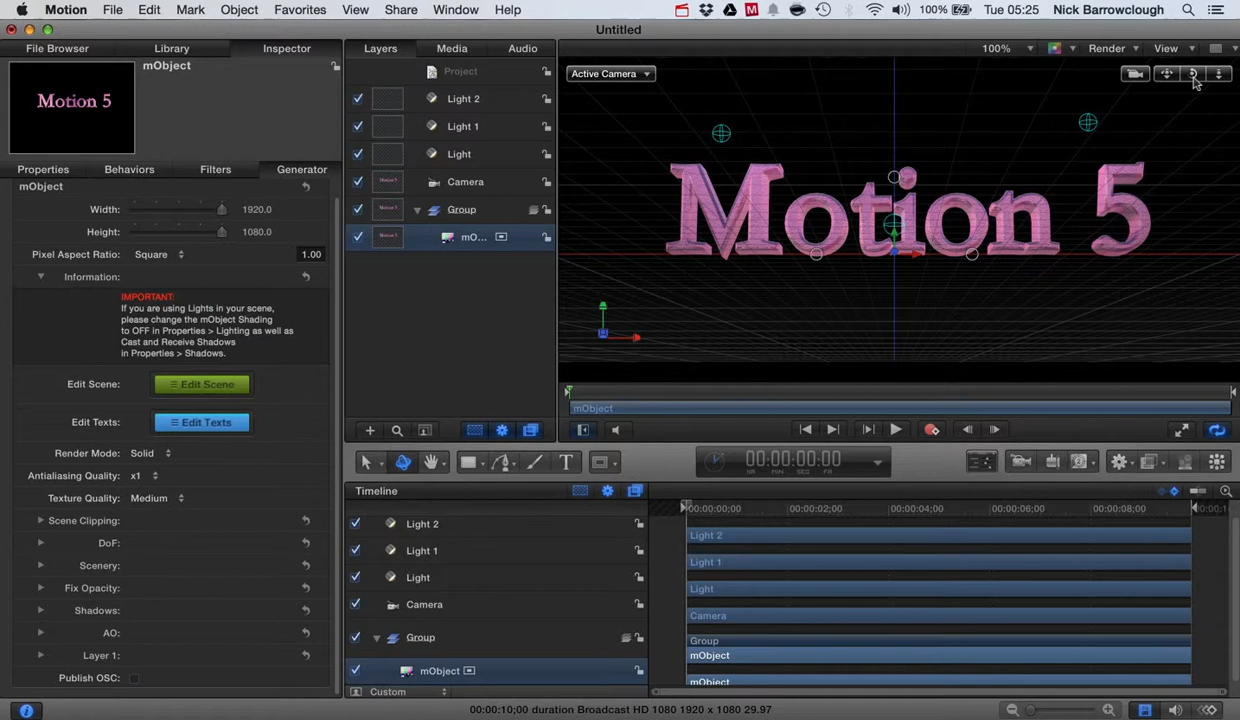 Motion File Edit Mark Object Favorites View Share Window Help 100% Tue 05:25 Nick Barrowclough
Untitled
File Browser Library Inspector Layers Media Audio 100% Render View
mObject
Motion 5
Project
Light 2
Light 1
Light
Camera
Group
mO...
Active Camera
Motion 5
Properties Behaviors Filters Generator
mObject
Width: 1920.0
Height: 1080.0
Pixel Aspect Ratio: Square 1.00
Information:
IMPORTANT:
If you are using Lights in your scene,
please change the mObject Shading
to OFF in Properties > Lighting as well as
Cast and Receive Shadows
in Properties > Shadows.
Edit Scene: Edit Scene
Edit Texts: Edit Texts
Render Mode: Solid
Antialiasing Quality: x1
Texture Quality: Medium
Scene Clipping:
DoF:
Scenery:
Fix Opacity:
Shadows:
AO:
Layer 1:
Publish OSC:
mObject
T 00:00:00:00
HR MIN SEC FR
Timeline
00:00:00;00 00:00:02;00 00:00:04;00 00:00:06;00 00:00:08;00
Light 2 Light 2
Light 1 Light 1
Light Light
Camera Camera
Group Group
mObject mObject
mObject
Custom
00:00:10;00 duration Broadcast HD 1080 1920 x 1080 29.97